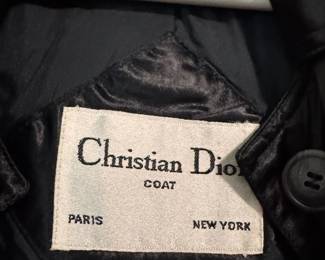 Christian Dior
COAT
PARIS NEW YORK